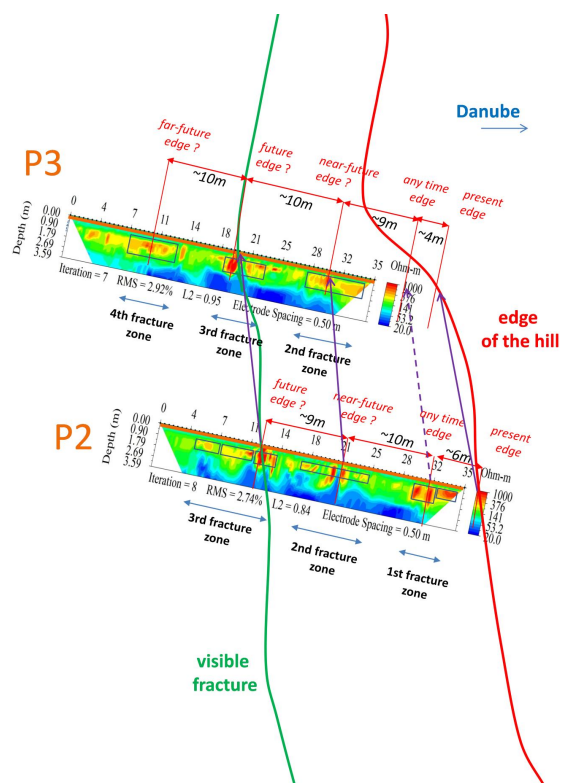 Danube
P3
far-future
edge ?
future
edge ?
near-future
edge ?
any time
edge
present
edge
~10m
~10m
~9m
~4m
Depth (m)
0.00
0.90
1.79
2.69
3.59
0 4 7 11 14 18 21 25 28 32 35
Ohm-m
1000
376
141
53.2
20.0
Iteration = 7 RMS = 2.92% L2 = 0.95 Electrode Spacing = 0.50 m
4th fracture
zone
3rd fracture
zone
2nd fracture
zone
edge
of the hill
P2
future
edge ?
near-future
edge ?
any time
edge
present
edge
~9m
~10m
~6m
Depth (m)
0.00
0.90
1.79
2.69
3.59
0 4 7 11 14 18 21 25 28 32 35
Ohm-m
1000
376
141
53.2
20.0
Iteration = 8 RMS = 2.74% L2 = 0.84 Electrode Spacing = 0.50 m
3rd fracture
zone
2nd fracture
zone
1st fracture
zone
visible
fracture